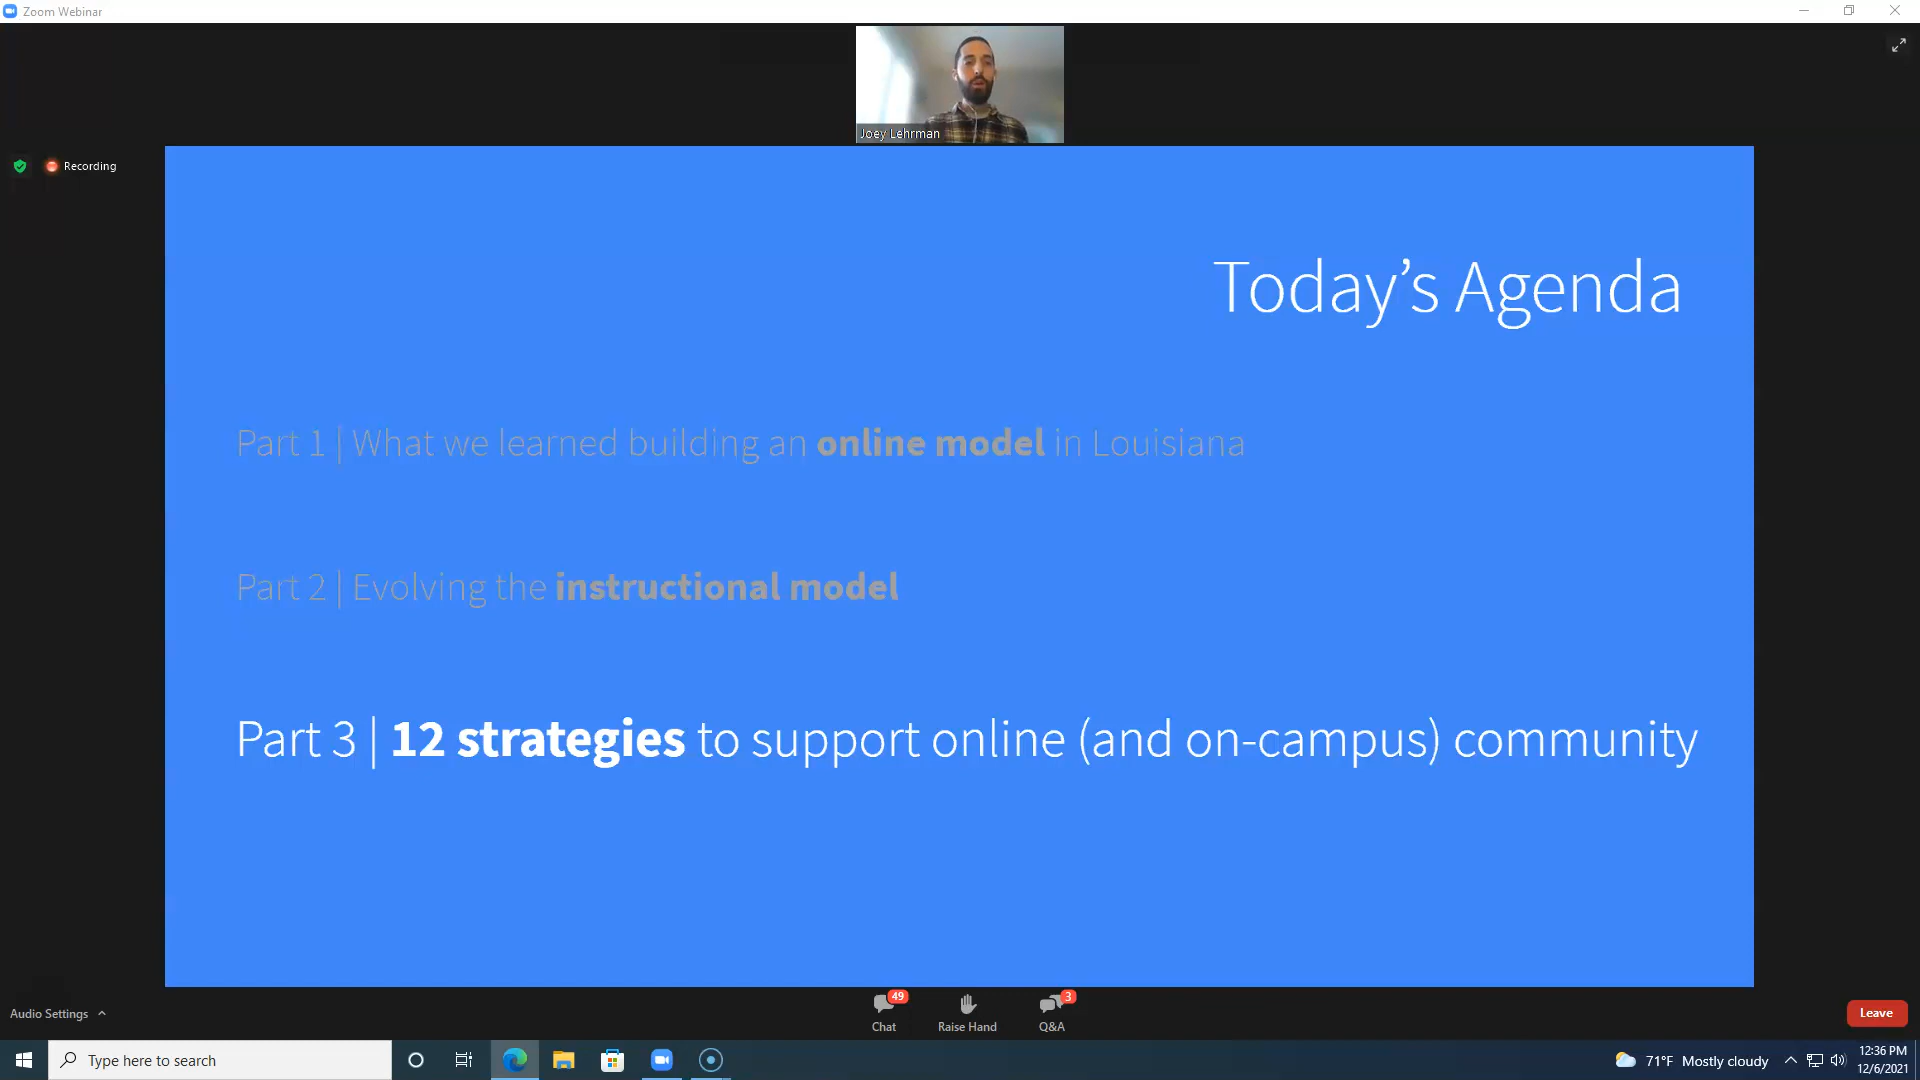 Zoom Webinar
Joey Lehrman
Recording
Today’s Agenda
Part 1 | What we learned building an online model in Louisiana
Part 2 | Evolving the instructional model
Part 3 | 12 strategies to support online (and on-campus) community
Audio Settings
49
Chat
Raise Hand
3
Q&A
Leave
Type here to search
71°F Mostly cloudy
12:36 PM
12/6/2021